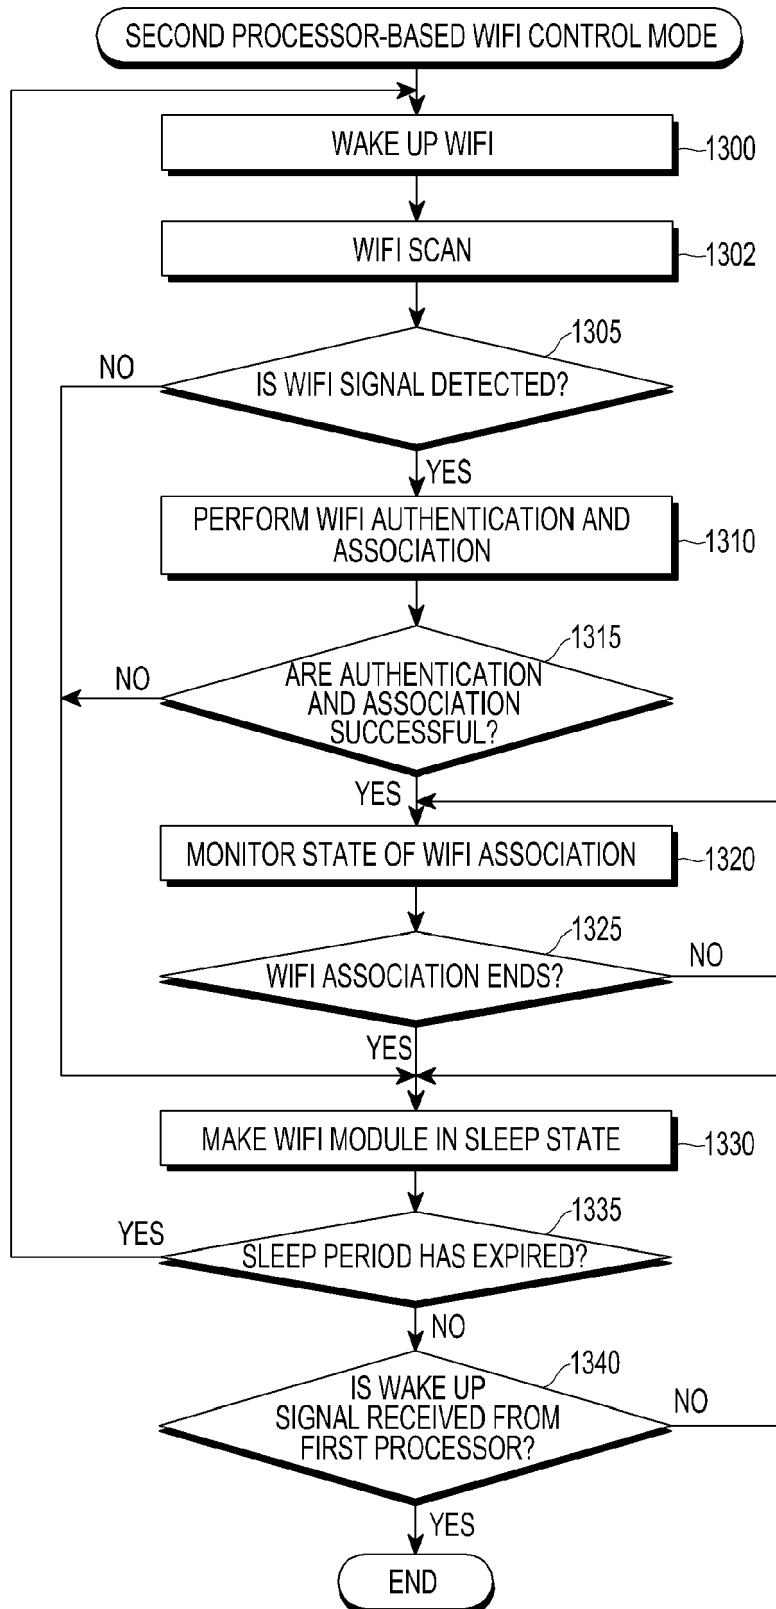 SECOND PROCESSOR-BASED WIFI CONTROL MODE
WAKE UP WIFI
1300
WIFI SCAN
1302
1305
NO
IS WIFI SIGNAL DETECTED?
YES
PERFORM WIFI AUTHENTICATION AND
ASSOCIATION
1310
1315
NO
ARE AUTHENTICATION
AND ASSOCIATION
SUCCESSFUL?
YES
MONITOR STATE OF WIFI ASSOCIATION
1320
1325
WIFI ASSOCIATION ENDS?
NO
YES
MAKE WIFI MODULE IN SLEEP STATE
1330
1335
YES
SLEEP PERIOD HAS EXPIRED?
NO
1340
IS WAKE UP
SIGNAL RECEIVED FROM
FIRST PROCESSOR?
NO
YES
END